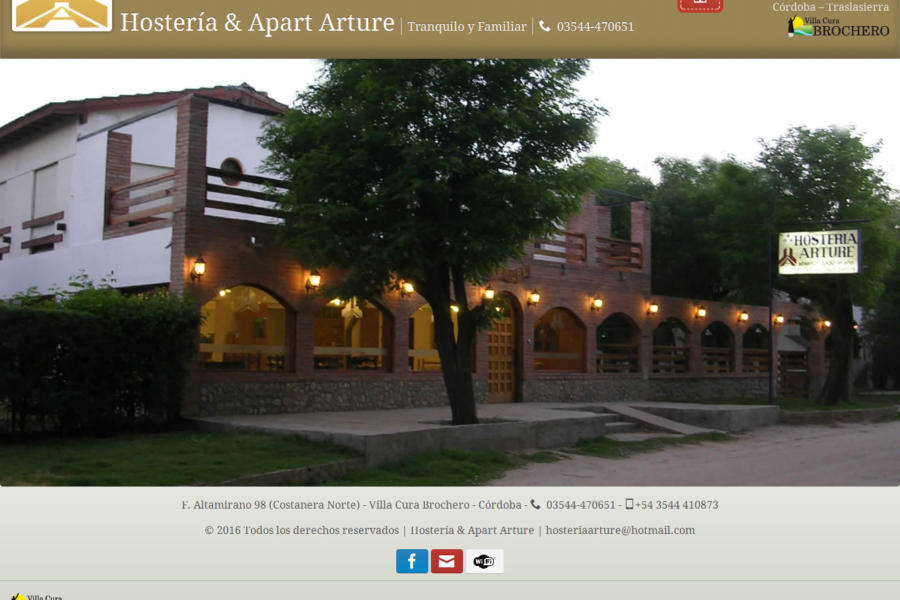 Córdoba – Traslasierra
Hostería & Apart Arture | Tranquilo y Familiar | 03544-470651
Villa Cura
BROCHERO
HOSTERIA
ARTURE
F. Altamirano 98 (Costanera Norte) - Villa Cura Brochero - Córdoba - 03544-470651 - +54 3544 410873
© 2016 Todos los derechos reservados | Hostería & Apart Arture | hosteriaarture@hotmail.com
f
WiFi
Villa Cura